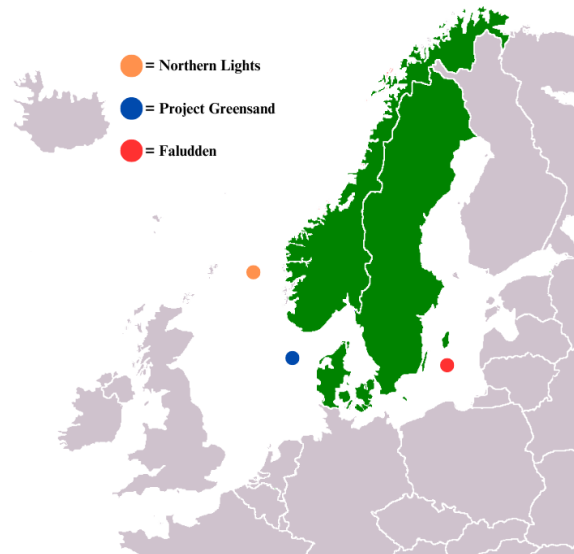 = Northern Lights
= Project Greensand
= Faludden